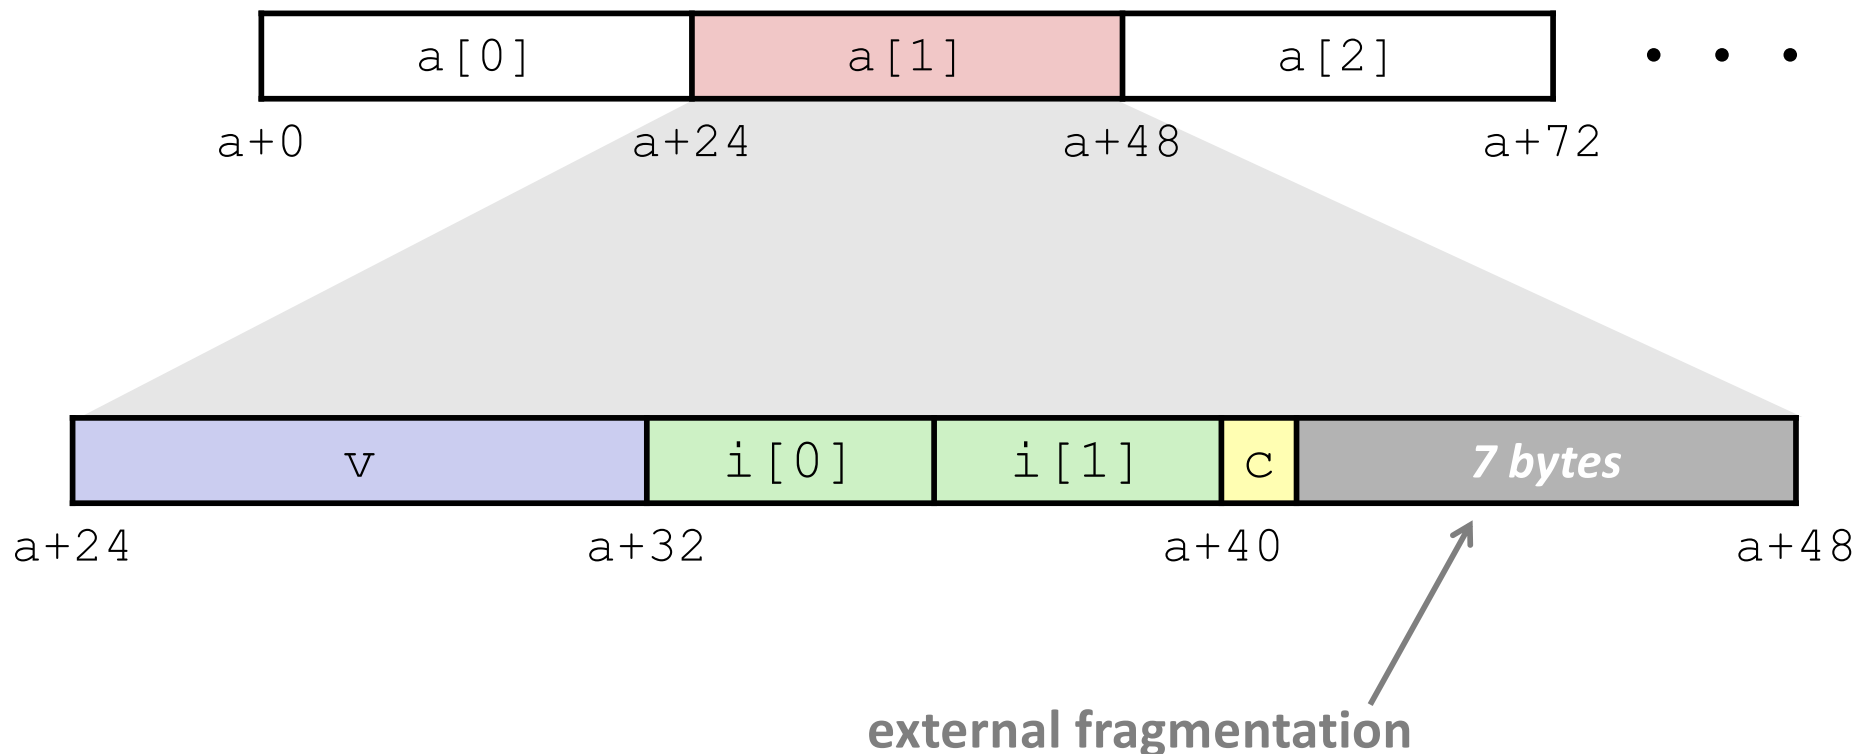 a[0] a[1] a[2] • • •
a+0 a+24 a+48 a+72
v i[0] i[1] c 7 bytes
a+24 a+32 a+40 a+48
external fragmentation